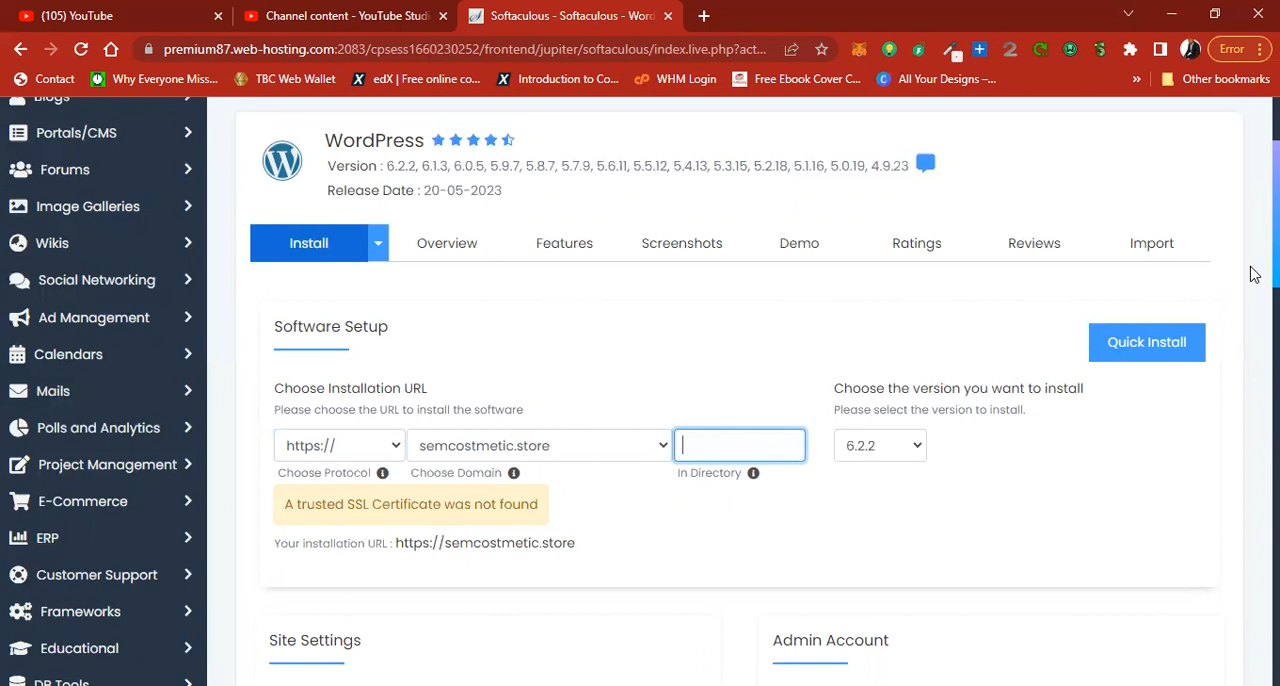 (105) YouTube
Channel content - YouTube Studi
Softaculous - Softaculous - Word
premium87.web-hosting.com:2083/cpsess1660230252/frontend/jupiter/softaculous/index.live.php?act...
Error
Contact
Why Everyone Miss...
TBC Web Wallet
edX | Free online co...
Introduction to Co...
WHM Login
Free Ebook Cover C...
All Your Designs –...
»
Other bookmarks
Blogs
Portals/CMS
Forums
Image Galleries
Wikis
Social Networking
Ad Management
Calendars
Mails
Polls and Analytics
Project Management
E-Commerce
ERP
Customer Support
Frameworks
Educational
DB Tools
WordPress
Version : 6.2.2, 6.1.3, 6.0.5, 5.9.7, 5.8.7, 5.7.9, 5.6.11, 5.5.12, 5.4.13, 5.3.15, 5.2.18, 5.1.16, 5.0.19, 4.9.23
Release Date : 20-05-2023
Install
Overview
Features
Screenshots
Demo
Ratings
Reviews
Import
Software Setup
Quick Install
Choose Installation URL
Please choose the URL to install the software
https://
semcostmetic.store
Choose Protocol
Choose Domain
In Directory
A trusted SSL Certificate was not found
Your installation URL : https://semcostmetic.store
Choose the version you want to install
Please select the version to install.
6.2.2
Site Settings
Admin Account